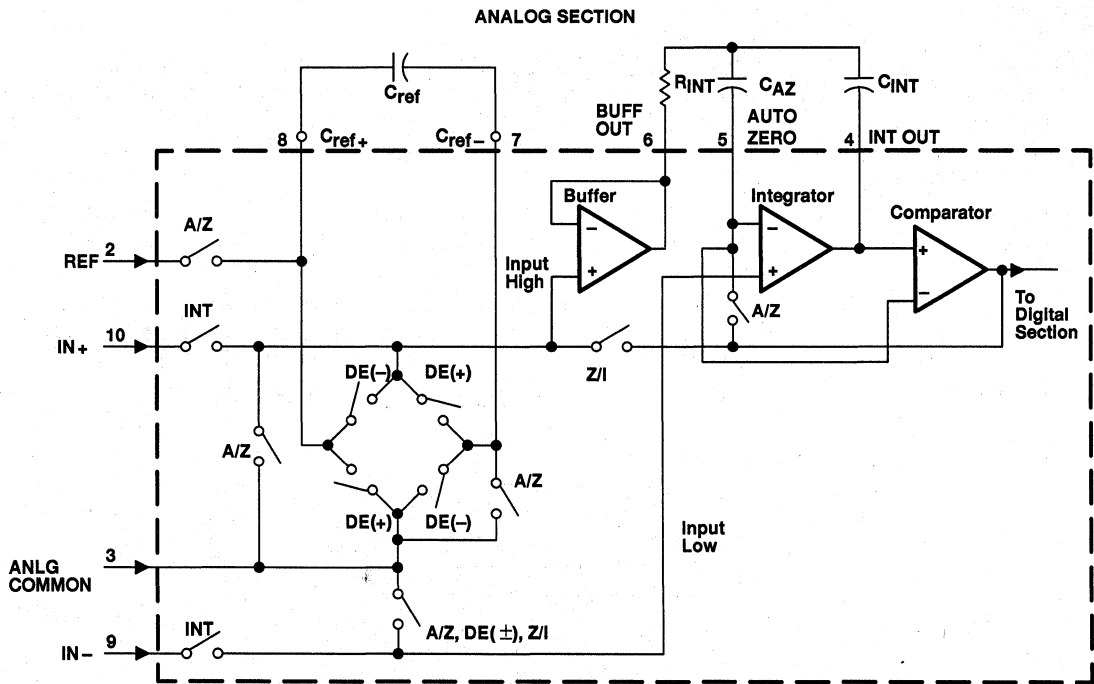 ANALOG SECTION
Cref
RINT
CAZ
CINT
BUFF
OUT
AUTO
ZERO
8
Cref+
Cref−
7
6
5
4
INT OUT
Buffer
Integrator
Comparator
A/Z
REF
2
−
+
−
+
+
−
Input
High
To
Digital
Section
A/Z
INT
IN+
10
Z/I
DE(−)
DE(+)
A/Z
A/Z
DE(+)
DE(−)
Input
Low
ANLG
COMMON
3
A/Z, DE(±), Z/I
INT
IN−
9